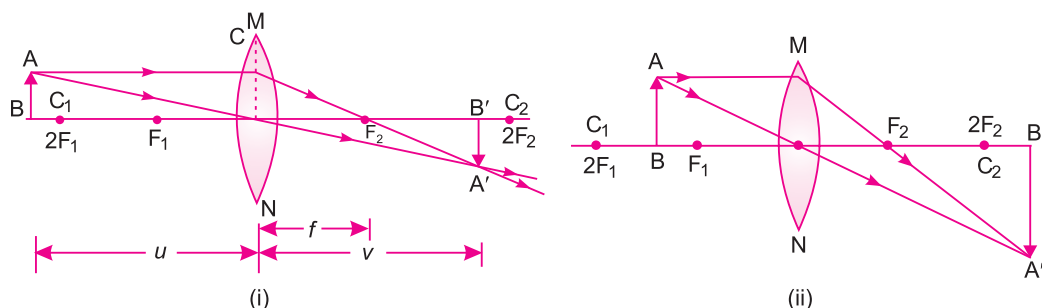 M
C
A
B
C₁
2F₁
F₁
F₂
B′
C₂
2F₂
A′
N
f
u
v
(i)
M
A
C₁
2F₁
B
F₁
F₂
2F₂
C₂
B
N
A′
(ii)